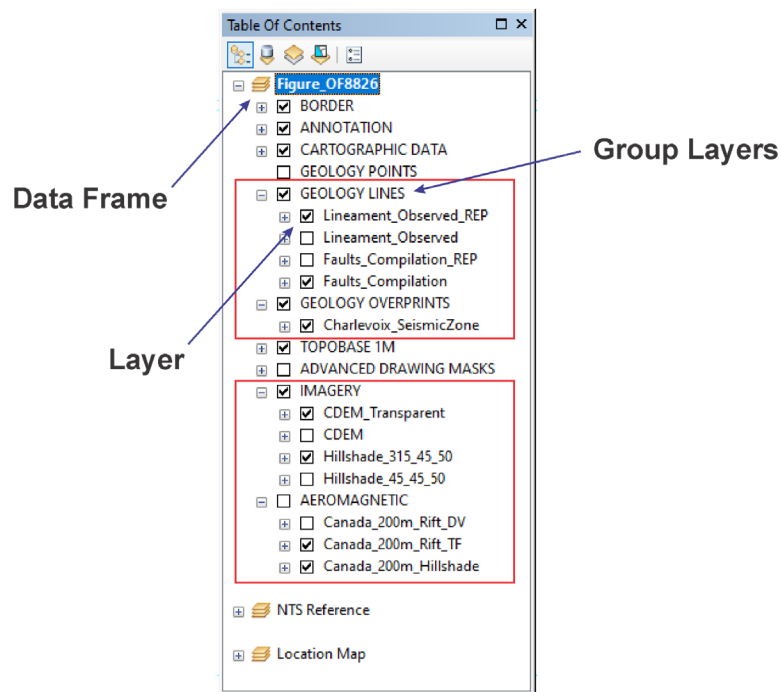 Table Of Contents
Figure_OF8826
BORDER
ANNOTATION
CARTOGRAPHIC DATA
GEOLOGY POINTS
GEOLOGY LINES
Lineament_Observed_REP
Lineament_Observed
Faults_Compilation_REP
Faults_Compilation
GEOLOGY OVERPRINTS
Charlevoix_SeismicZone
TOPOBASE 1M
ADVANCED DRAWING MASKS
IMAGERY
CDEM_Transparent
CDEM
Hillshade_315_45_50
Hillshade_45_45_50
AEROMAGNETIC
Canada_200m_Rift_DV
Canada_200m_Rift_TF
Canada_200m_Hillshade
NTS Reference
Location Map
Data Frame
Layer
Group Layers